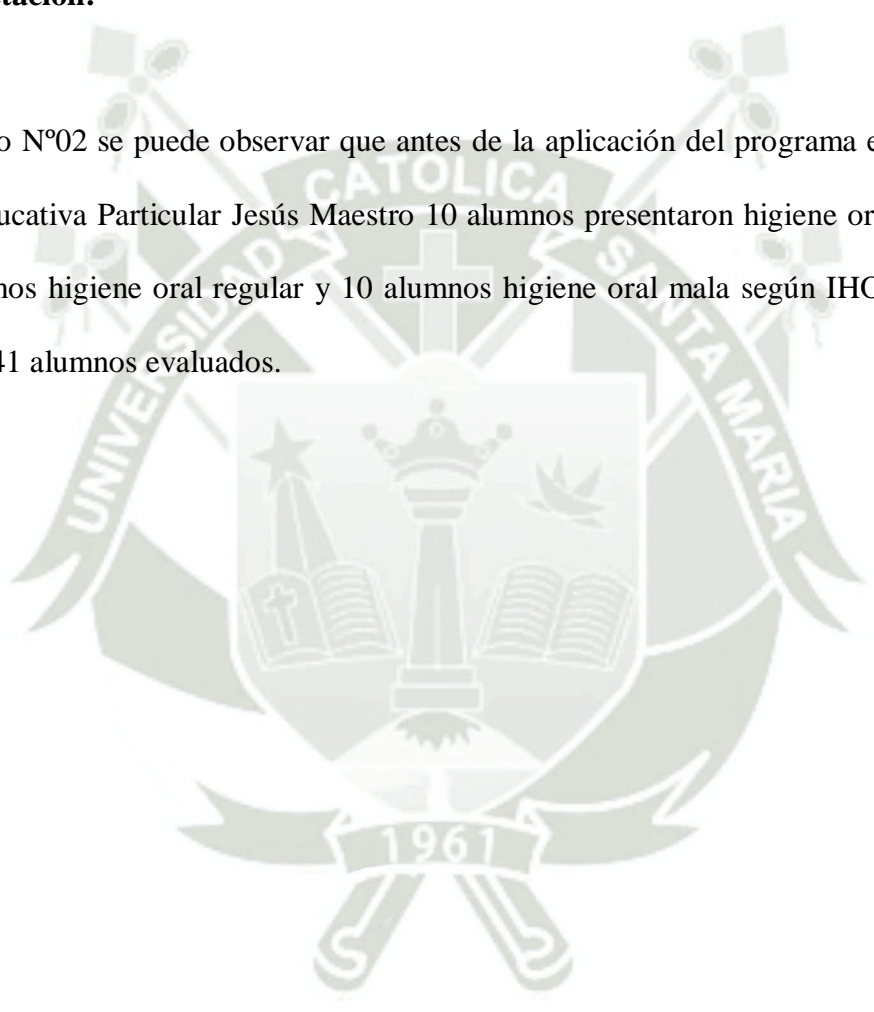 tación:
o Nº02 se puede observar que antes de la aplicación del programa e
ucativa Particular Jesús Maestro 10 alumnos presentaron higiene or
nos higiene oral regular y 10 alumnos higiene oral mala según IHO
41 alumnos evaluados.
UNIVERSIDAD CATOLICA SANTA MARIA
1961